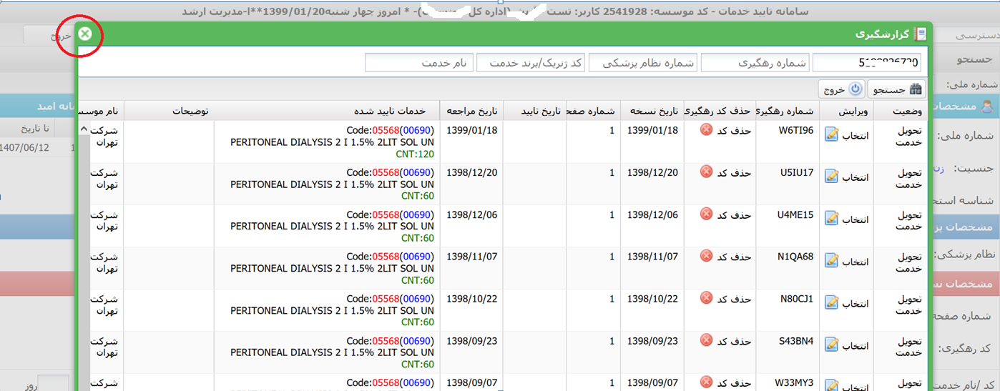 سامانه تایید خدمات - کد موسسه: 2541928 کاربر: تست (اداره کل )- * امروز چهار شنبه1399/01/20**ا-مدیریت ارشد
دسترسی
خروج
گزارشگیری
جستجو
شماره رهگیری
شماره نظام پزشکی
کد ژنریک/برند خدمت
نام خدمت
شماره ملی:
جستجو
خروج
مشخصات
انه امید
وضعیت
ویرایش
شماره رهگیری
حذف کد رهگیری
تاریخ نسخه
شماره صفحه
تاریخ تایید
تاریخ مراجعه
خدمات تایید شده
توضیحات
نام موسسه
تا تاریخ
1407/06/12
شماره ملی:
جنسیت: زن
شناسه استحقاق
مشخصات پز
نظام پزشکی:
مشخصات نس
شماره صفحه
کد رهگیری:
کد /نام خدمت
روز
تحویل خدمت
انتخاب
W6TI96
حذف کد
1399/01/18
1
1399/01/18
Code:05568(00690)
PERITONEAL DIALYSIS 2 I 1.5% 2LIT SOL UN
CNT:120
شرکت
تهران
تحویل خدمت
انتخاب
U5IU17
حذف کد
1398/12/20
1
1398/12/20
Code:05568(00690)
PERITONEAL DIALYSIS 2 I 1.5% 2LIT SOL UN
CNT:60
شرکت
تهران
تحویل خدمت
انتخاب
U4ME15
حذف کد
1398/12/06
1
1398/12/06
Code:05568(00690)
PERITONEAL DIALYSIS 2 I 1.5% 2LIT SOL UN
CNT:60
شرکت
تهران
تحویل خدمت
انتخاب
N1QA68
حذف کد
1398/11/07
1
1398/11/07
Code:05568(00690)
PERITONEAL DIALYSIS 2 I 1.5% 2LIT SOL UN
CNT:60
شرکت
تهران
تحویل خدمت
انتخاب
N80CJ1
حذف کد
1398/10/22
1
1398/10/22
Code:05568(00690)
PERITONEAL DIALYSIS 2 I 1.5% 2LIT SOL UN
CNT:60
شرکت
تهران
تحویل خدمت
انتخاب
S43BN4
حذف کد
1398/09/23
1
1398/09/23
Code:05568(00690)
PERITONEAL DIALYSIS 2 I 1.5% 2LIT SOL UN
CNT:60
شرکت
تهران
تحویل خدمت
انتخاب
W33MY3
حذف کد
1398/09/07
1
1398/09/07
Code:05568(00690)
شرکت